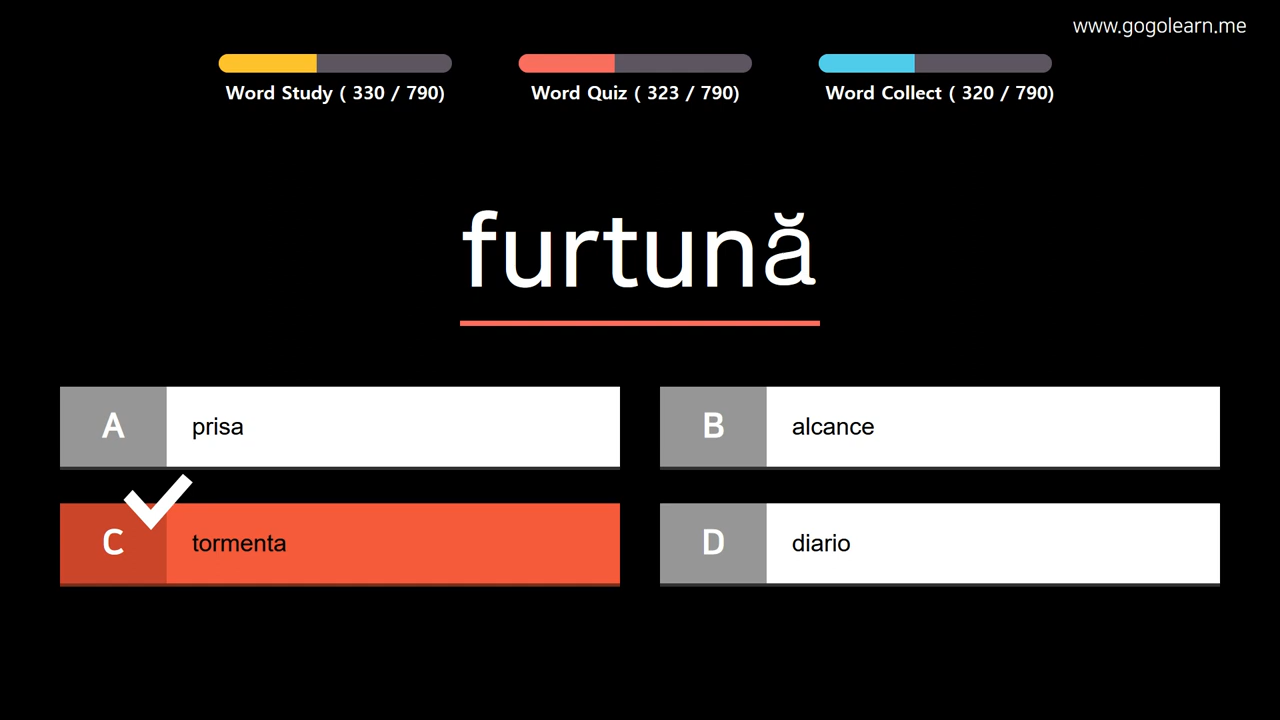 www.gogolearn.me
Word Study ( 330 / 790)
Word Quiz ( 323 / 790)
Word Collect ( 320 / 790)
furtună
A prisa
B alcance
C tormenta
D diario